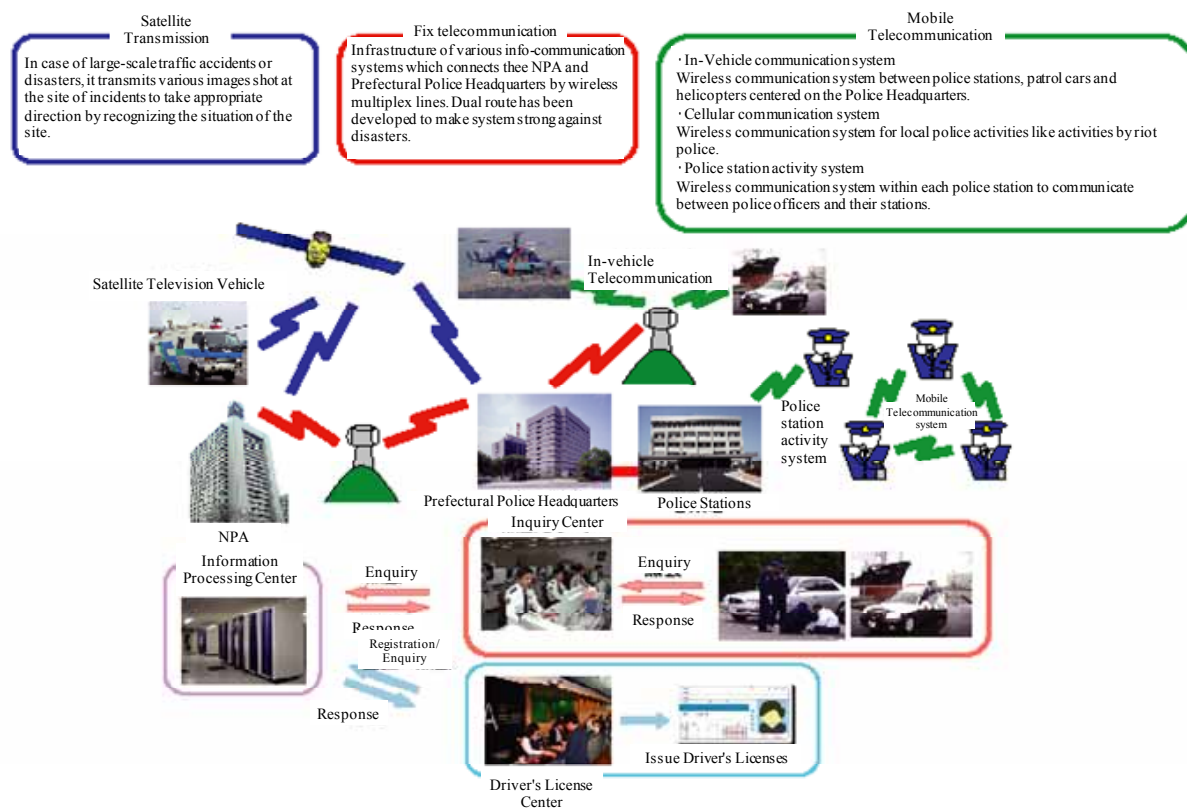 Satellite
Transmission
In case of large-scale traffic accidents or
disasters, it transmits various images shot at
the site of incidents to take appropriate
direction by recognizing the situation of the
site.
Fix telecommunication
Infrastructure of various info-communication
systems which connects thee NPA and
Prefectural Police Headquarters by wireless
multiplex lines. Dual route has been
developed to make system strong against
disasters.
Mobile
Telecommunication
・In-Vehicle communication system
Wireless communication system between police stations, patrol cars and
helicopters centered on the Police Headquarters.
・Cellular communication system
Wireless communication system for local police activities like activities by riot
police.
・Police station activity system
Wireless communication system within each police station to communicate
between police officers and their stations.
Satellite Television Vehicle
In-vehicle
Telecommunication
Police
station
activity
system
Mobile
Telecommunication
system
NPA
Prefectural Police Headquarters
Police Stations
Information
Processing Center
Enquiry
Response
Registration/
Enquiry
Response
Inquiry Center
Enquiry
Response
Driver's License
Center
Issue Driver's Licenses